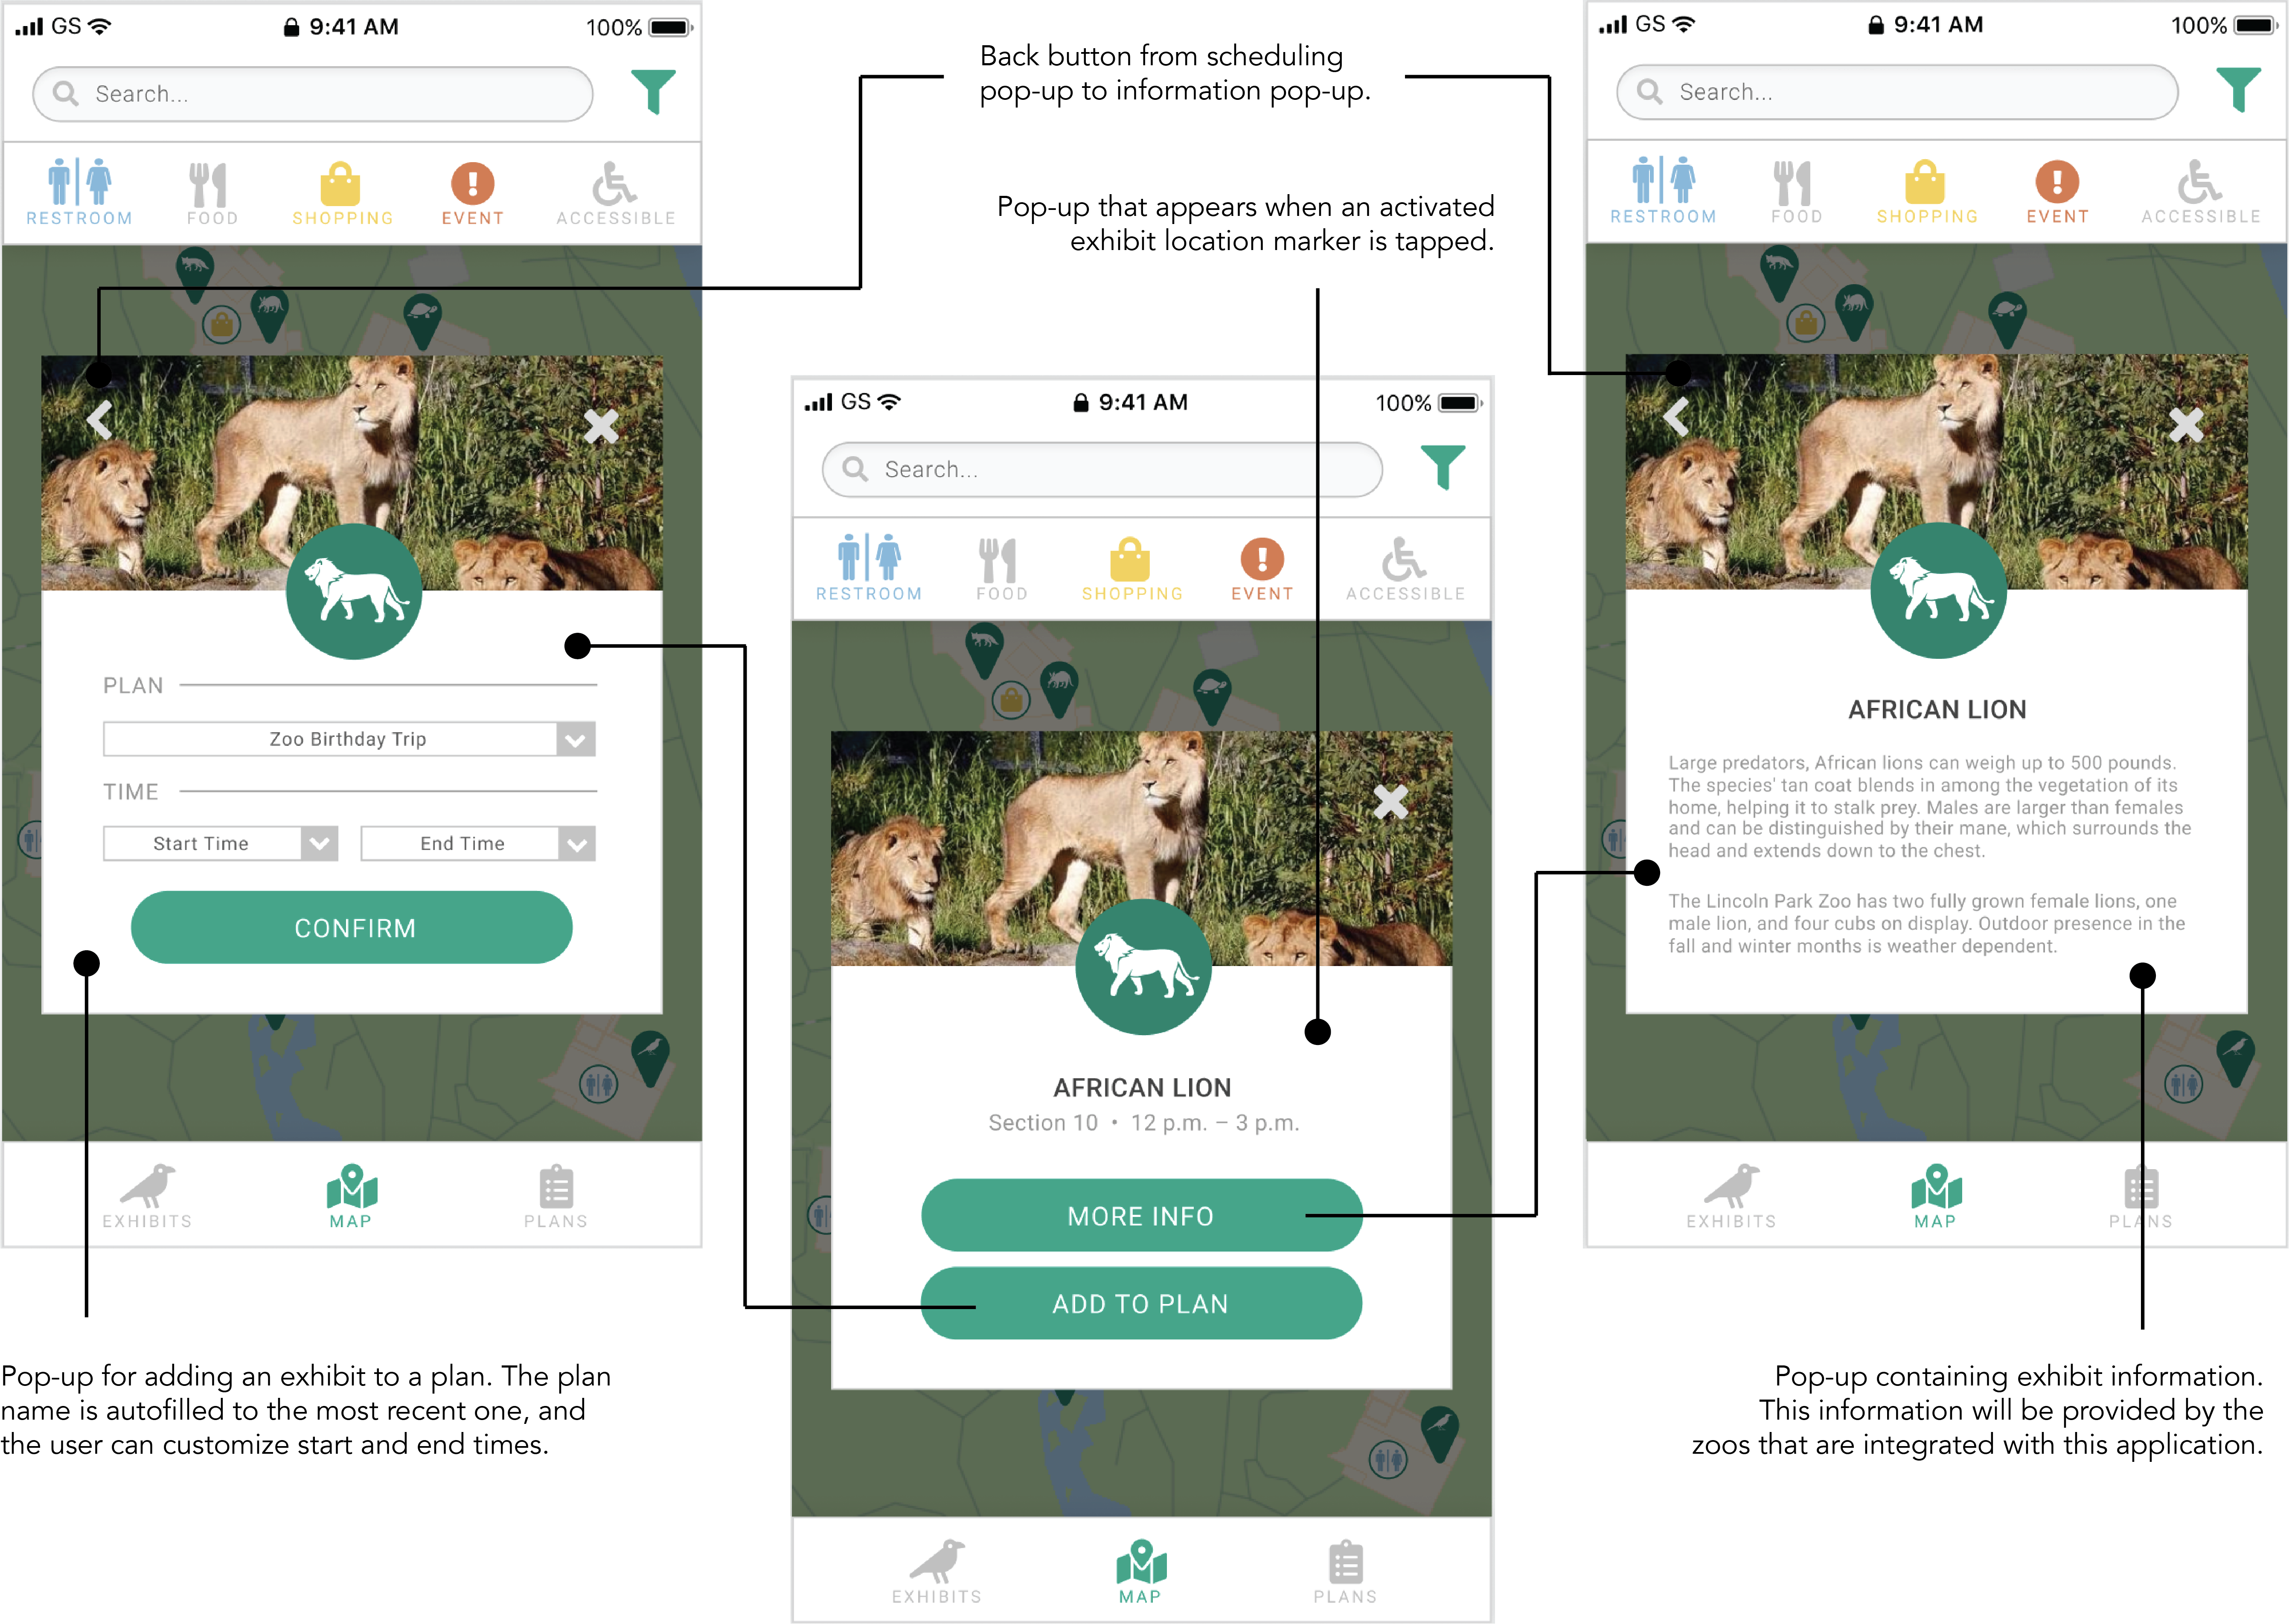 GS 9:41 AM 100%
Search...
RESTROOM FOOD SHOPPING EVENT ACCESSIBLE
PLAN
Zoo Birthday Trip
TIME
Start Time End Time
CONFIRM
EXHIBITS MAP PLANS
Pop-up for adding an exhibit to a plan. The plan
name is autofilled to the most recent one, and
the user can customize start and end times.
Back button from scheduling
pop-up to information pop-up.
Pop-up that appears when an activated
exhibit location marker is tapped.
GS 9:41 AM 100%
Search...
RESTROOM FOOD SHOPPING EVENT ACCESSIBLE
AFRICAN LION
Section 10 • 12 p.m. – 3 p.m.
MORE INFO
ADD TO PLAN
EXHIBITS MAP PLANS
GS 9:41 AM 100%
Search...
RESTROOM FOOD SHOPPING EVENT ACCESSIBLE
AFRICAN LION
Large predators, African lions can weigh up to 500 pounds.
The species' tan coat blends in among the vegetation of its
home, helping it to stalk prey. Males are larger than females
and can be distinguished by their mane, which surrounds the
head and extends down to the chest.
The Lincoln Park Zoo has two fully grown female lions, one
male lion, and four cubs on display. Outdoor presence in the
fall and winter months is weather dependent.
EXHIBITS MAP PLANS
Pop-up containing exhibit information.
This information will be provided by the
zoos that are integrated with this application.